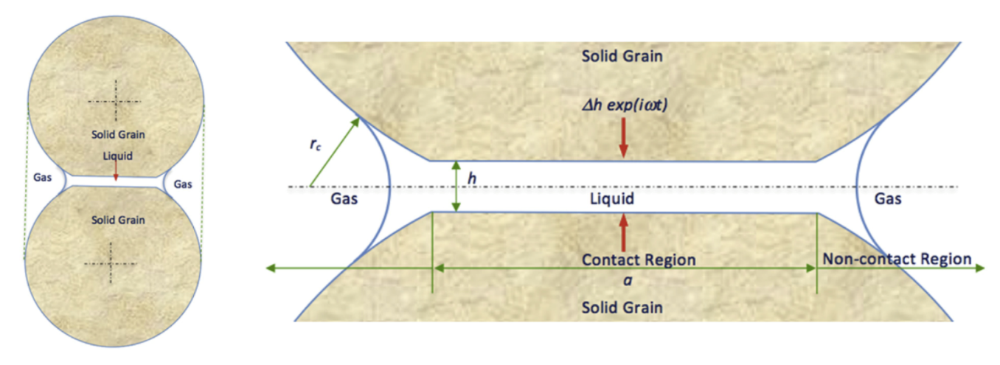 Solid Grain
Liquid
Gas
Gas
Solid Grain
Solid Grain
Δh exp(iωt)
r_c
h
Gas
Liquid
Gas
Contact Region
Non-contact Region
a
Solid Grain